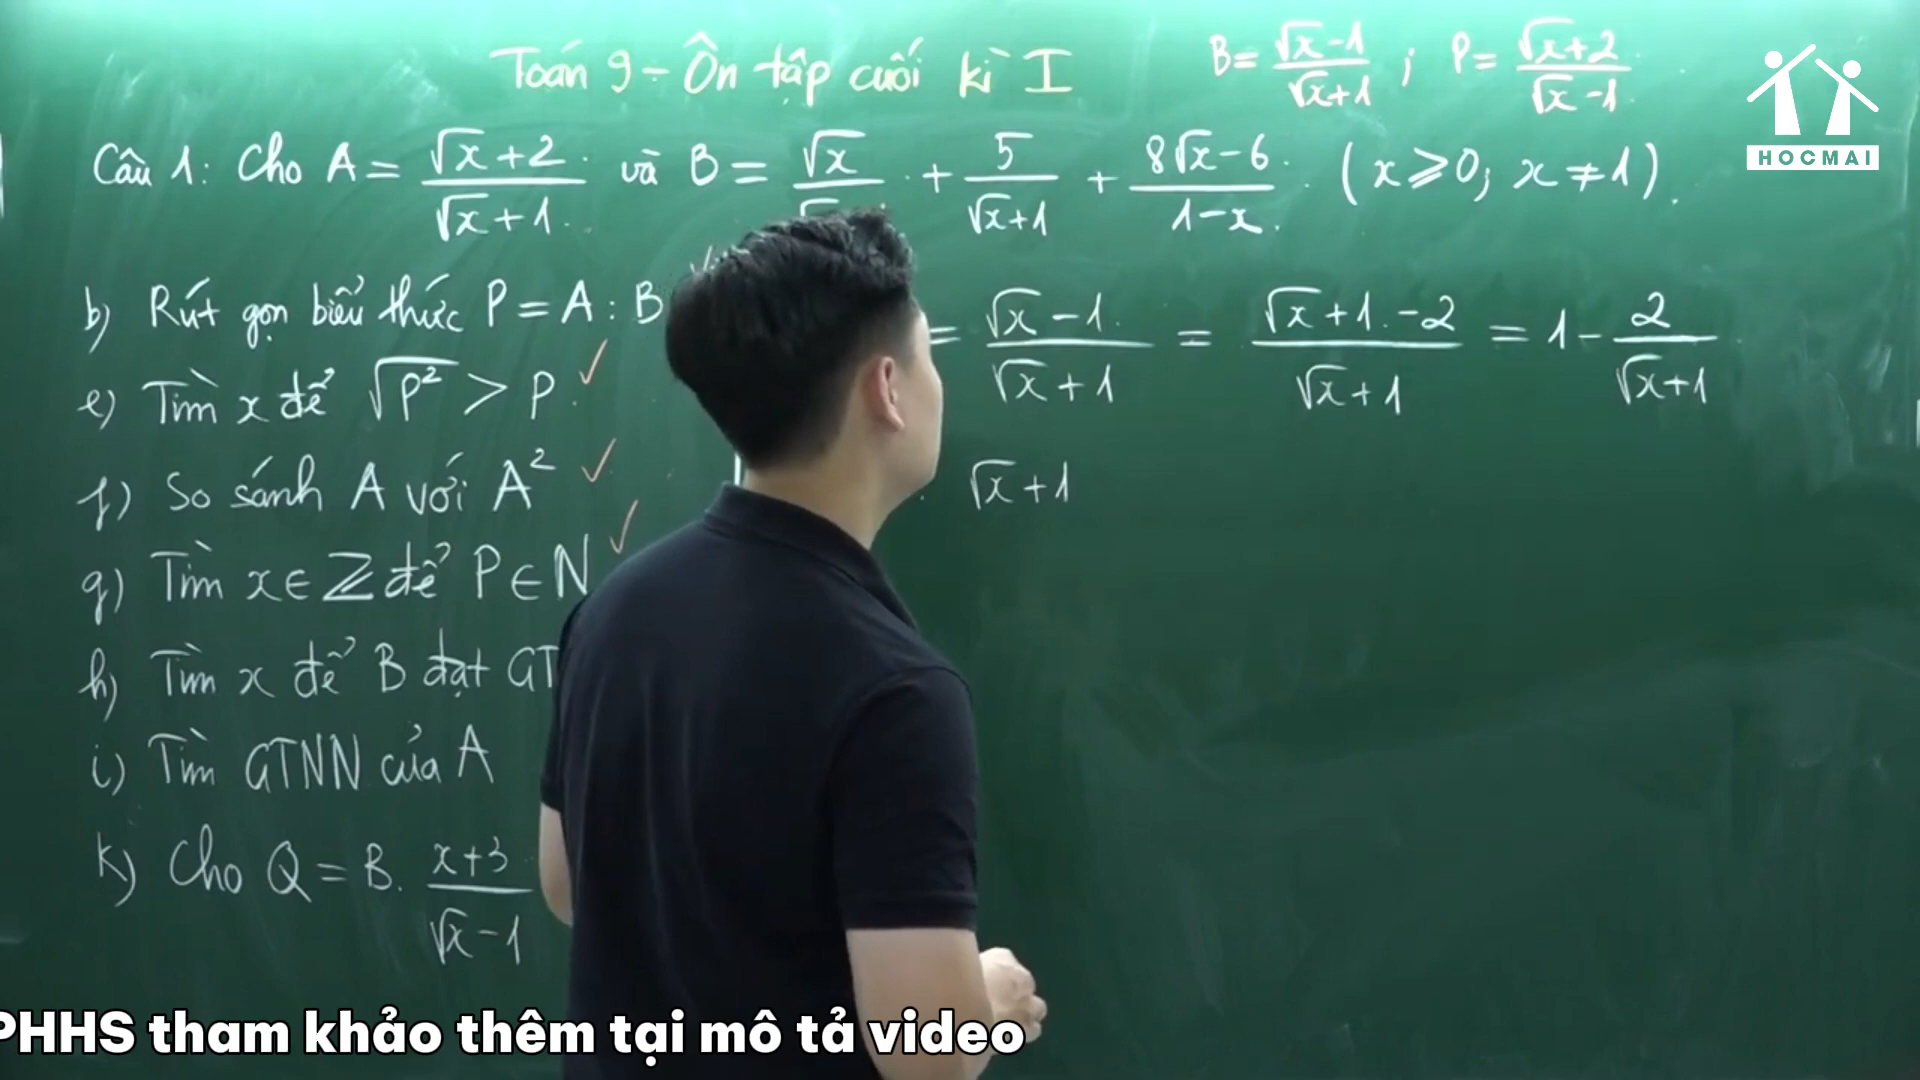 Toán 9 - Ôn tập cuối kì I
B = (√x - 1)/(√x + 1) ; P = (√x + 2)/(√x - 1)
HOCMAI
Câu 1: Cho A = (√x + 2)/(√x + 1) và B = √x + 5/(√x + 1) + (8√x - 6)/(1 - x) (x ≥ 0; x ≠ 1).
b) Rút gọn biểu thức P = A : B
= (√x - 1)/(√x + 1) = (√x + 1 - 2)/(√x + 1) = 1 - 2/(√x + 1)
e) Tìm x để √P² > P.
f) So sánh A với A²
√x + 1
g) Tìm x ∈ Z để P ∈ N
h) Tìm x để B đạt GT
i) Tìm GTNN của A
k) Cho Q = B. (x + 3)/(√x - 1)
PHHS tham khảo thêm tại mô tả video